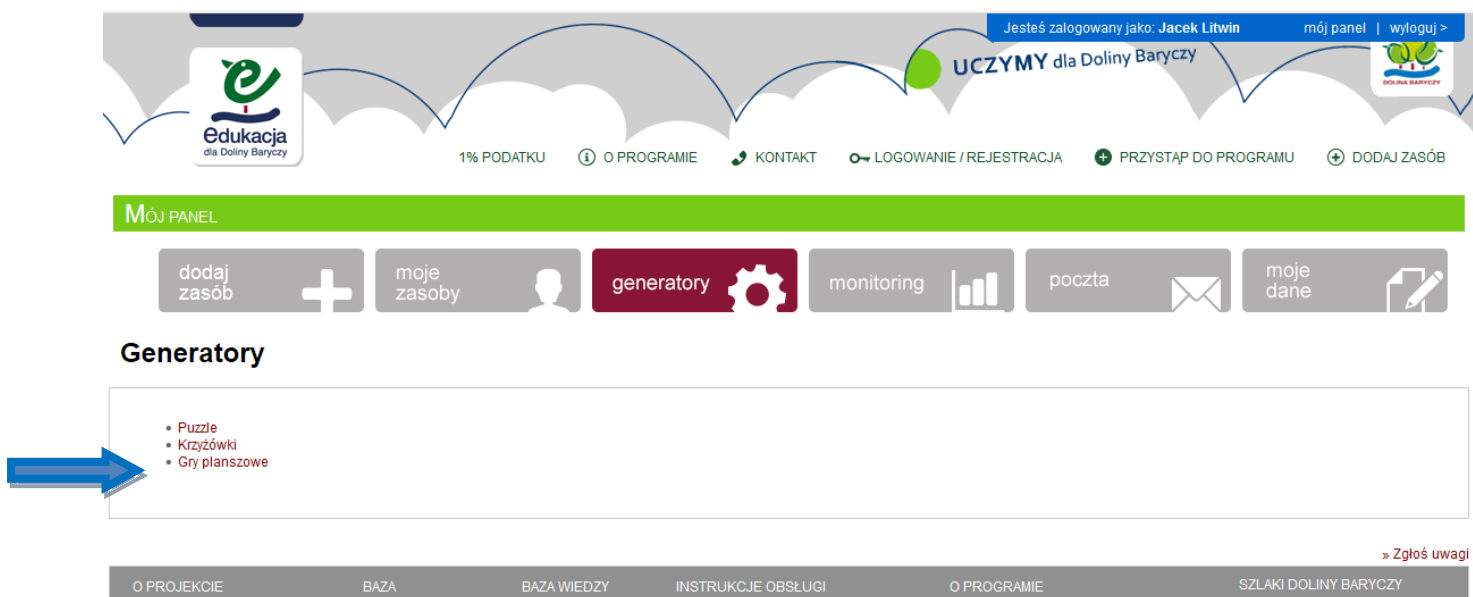 Jesteś zalogowany jako: Jacek Litwin mój panel | wyloguj >
UCZYMY dla Doliny Baryczy
DOLINA BARYCZY
edukacja
dla Doliny Baryczy
1% PODATKU O PROGRAMIE KONTAKT LOGOWANIE / REJESTRACJA PRZYSTĄP DO PROGRAMU DODAJ ZASÓB
MÓJ PANEL
dodaj
zasób
moje
zasoby
generatory
monitoring
poczta
moje
dane
Generatory
• Puzzle
• Krzyżówki
• Gry planszowe
» Zgłoś uwagi
O PROJEKCIE BAZA BAZA WIEDZY INSTRUKCJE OBSŁUGI O PROGRAMIE SZLAKI DOLINY BARYCZY